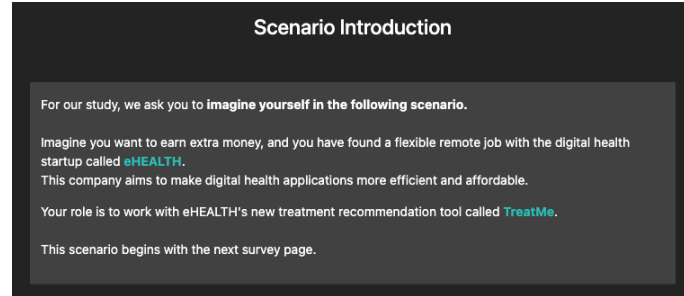 Scenario Introduction
For our study, we ask you to imagine yourself in the following scenario.
Imagine you want to earn extra money, and you have found a flexible remote job with the digital health
startup called eHEALTH.
This company aims to make digital health applications more efficient and affordable.
Your role is to work with eHEALTH's new treatment recommendation tool called TreatMe.
This scenario begins with the next survey page.